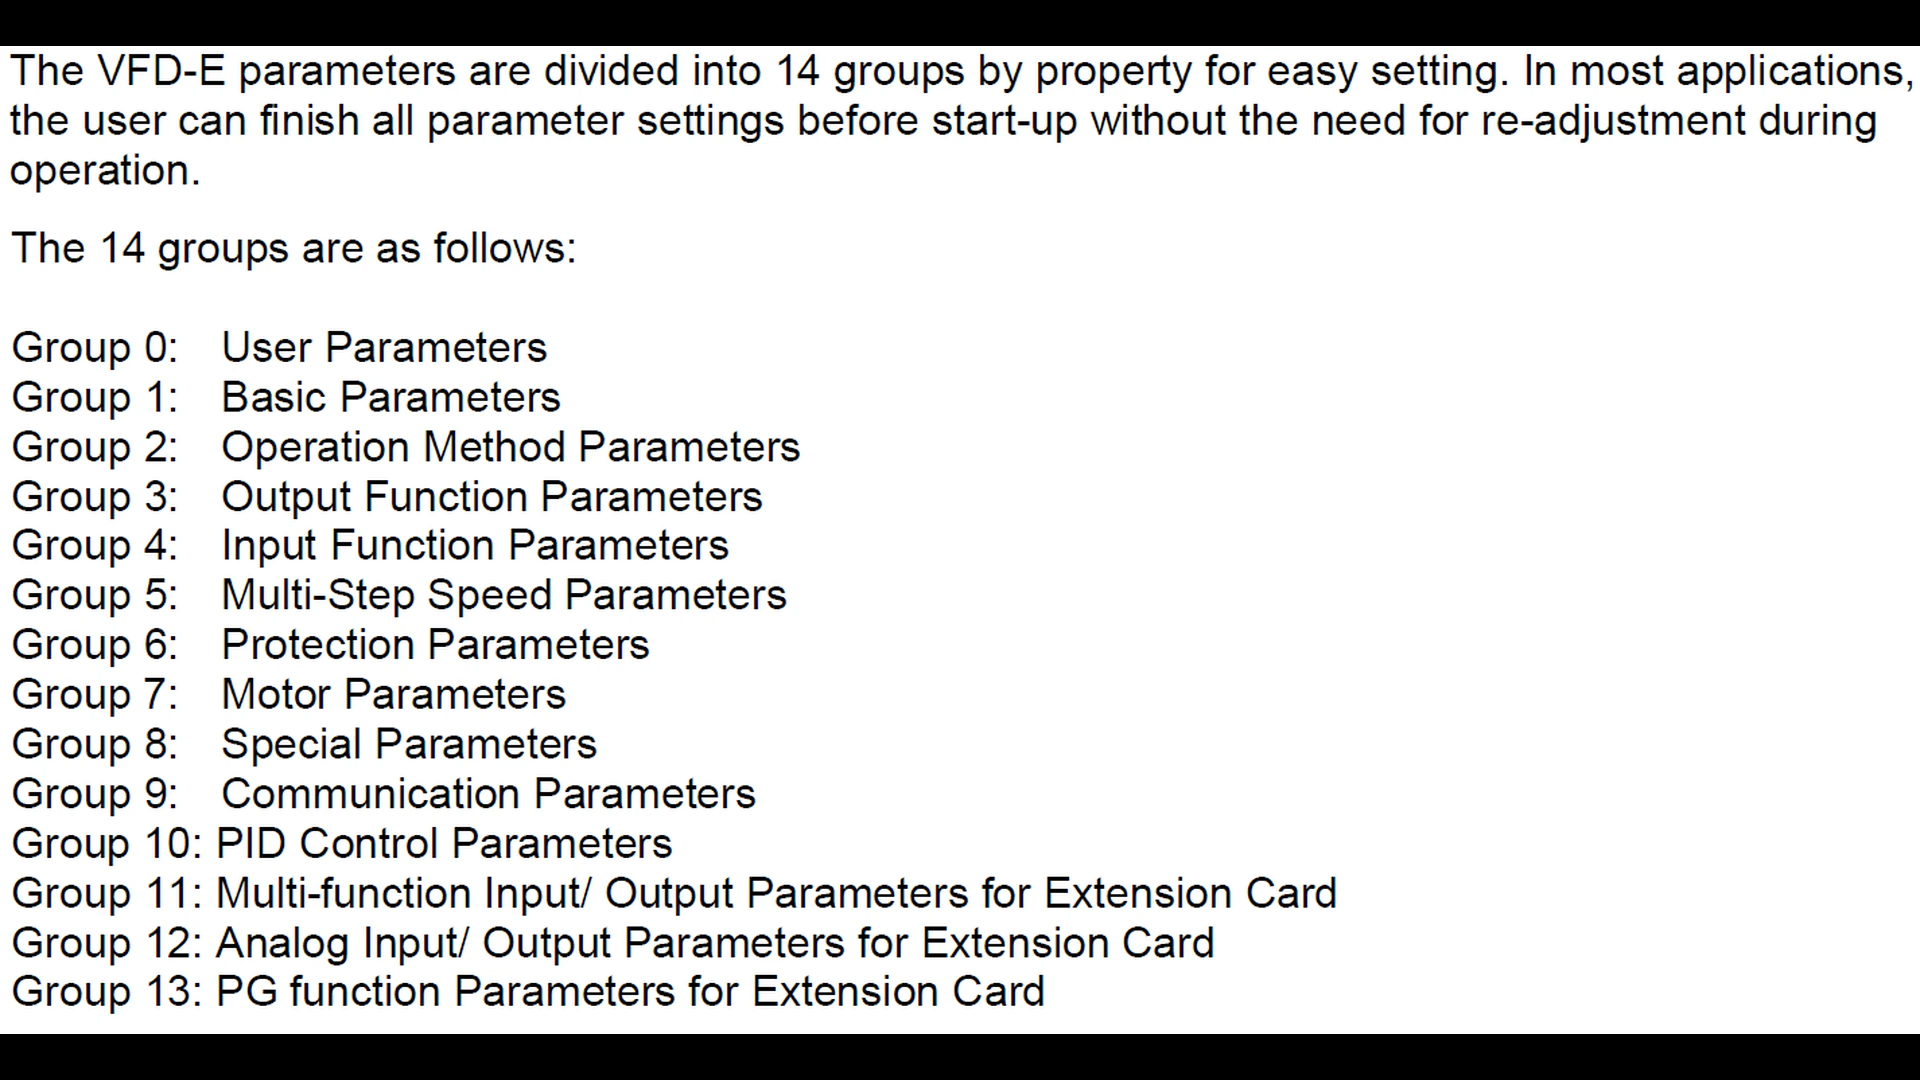 The VFD-E parameters are divided into 14 groups by property for easy setting. In most applications,
the user can finish all parameter settings before start-up without the need for re-adjustment during
operation.
The 14 groups are as follows:
Group 0: User Parameters
Group 1: Basic Parameters
Group 2: Operation Method Parameters
Group 3: Output Function Parameters
Group 4: Input Function Parameters
Group 5: Multi-Step Speed Parameters
Group 6: Protection Parameters
Group 7: Motor Parameters
Group 8: Special Parameters
Group 9: Communication Parameters
Group 10: PID Control Parameters
Group 11: Multi-function Input/ Output Parameters for Extension Card
Group 12: Analog Input/ Output Parameters for Extension Card
Group 13: PG function Parameters for Extension Card